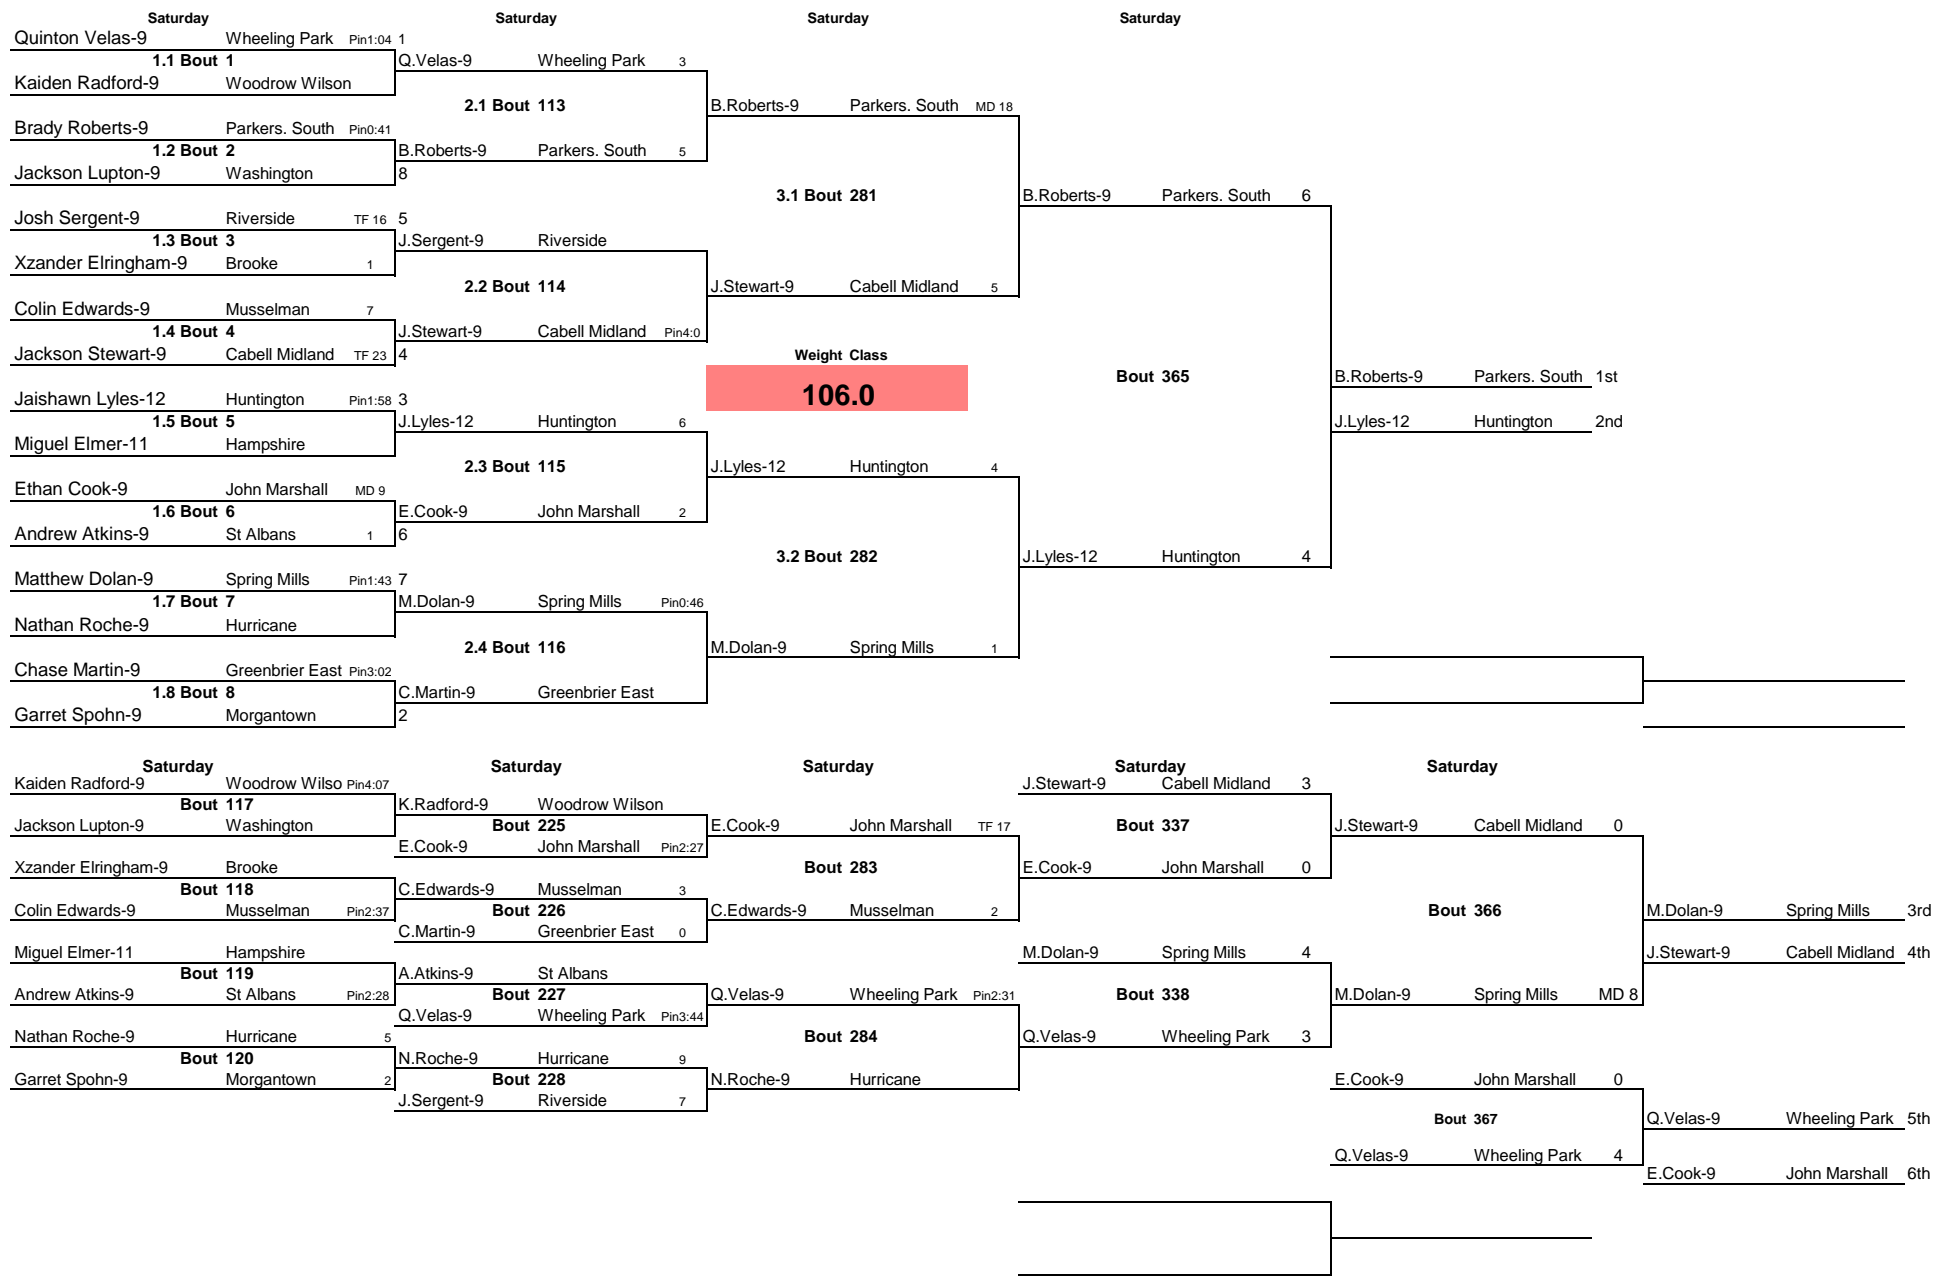 Saturday Saturday Saturday Saturday
Quinton Velas-9 Wheeling Park Pin1:04 1
1.1 Bout 1 Q.Velas-9 Wheeling Park 3
Kaiden Radford-9 Woodrow Wilson
2.1 Bout 113 B.Roberts-9 Parkers. South MD 18
Brady Roberts-9 Parkers. South Pin0:41
1.2 Bout 2 B.Roberts-9 Parkers. South 5
Jackson Lupton-9 Washington 8
3.1 Bout 281 B.Roberts-9 Parkers. South 6
Josh Sergent-9 Riverside TF 16 5
1.3 Bout 3 J.Sergent-9 Riverside
Xzander Elringham-9 Brooke 1
2.2 Bout 114 J.Stewart-9 Cabell Midland 5
Colin Edwards-9 Musselman 7
1.4 Bout 4 J.Stewart-9 Cabell Midland Pin4:0
Jackson Stewart-9 Cabell Midland TF 23 4 Weight Class
Bout 365 B.Roberts-9 Parkers. South 1st
Jaishawn Lyles-12 Huntington Pin1:58 3 106.0
1.5 Bout 5 J.Lyles-12 Huntington 6 J.Lyles-12 Huntington 2nd
Miguel Elmer-11 Hampshire
2.3 Bout 115 J.Lyles-12 Huntington 4
Ethan Cook-9 John Marshall MD 9
1.6 Bout 6 E.Cook-9 John Marshall 2
Andrew Atkins-9 St Albans 1 6
3.2 Bout 282 J.Lyles-12 Huntington 4
Matthew Dolan-9 Spring Mills Pin1:43 7
1.7 Bout 7 M.Dolan-9 Spring Mills Pin0:46
Nathan Roche-9 Hurricane
2.4 Bout 116 M.Dolan-9 Spring Mills 1
Chase Martin-9 Greenbrier East Pin3:02
1.8 Bout 8 C.Martin-9 Greenbrier East
Garret Spohn-9 Morgantown 2
Saturday Saturday Saturday Saturday Saturday
Kaiden Radford-9 Woodrow Wilso Pin4:07 J.Stewart-9 Cabell Midland 3
Bout 117 K.Radford-9 Woodrow Wilson
Jackson Lupton-9 Washington Bout 225 E.Cook-9 John Marshall TF 17 Bout 337 J.Stewart-9 Cabell Midland 0
E.Cook-9 John Marshall Pin2:27
Xzander Elringham-9 Brooke Bout 283 E.Cook-9 John Marshall 0
Bout 118 C.Edwards-9 Musselman 3
Colin Edwards-9 Musselman Pin2:37 Bout 226 C.Edwards-9 Musselman 2 Bout 366 M.Dolan-9 Spring Mills 3rd
C.Martin-9 Greenbrier East 0
Miguel Elmer-11 Hampshire M.Dolan-9 Spring Mills 4 J.Stewart-9 Cabell Midland 4th
Bout 119 A.Atkins-9 St Albans
Andrew Atkins-9 St Albans Pin2:28 Bout 227 Q.Velas-9 Wheeling Park Pin2:31 Bout 338 M.Dolan-9 Spring Mills MD 8
Q.Velas-9 Wheeling Park Pin3:44
Nathan Roche-9 Hurricane 5 Bout 284 Q.Velas-9 Wheeling Park 3
Bout 120 N.Roche-9 Hurricane 9
Garret Spohn-9 Morgantown 2 Bout 228 N.Roche-9 Hurricane E.Cook-9 John Marshall 0
J.Sergent-9 Riverside 7
Bout 367 Q.Velas-9 Wheeling Park 5th
Q.Velas-9 Wheeling Park 4
E.Cook-9 John Marshall 6th